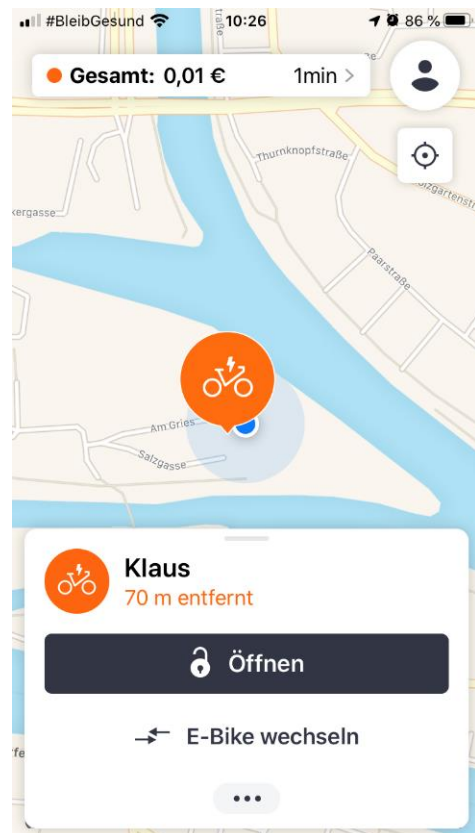 #BleibGesund 10:26 86 %
Gesamt: 0,01 € 1min >
Thurnknopfstraße
Paarstraße
Am Gries
Salzgasse
Klaus
70 m entfernt
Öffnen
E-Bike wechseln